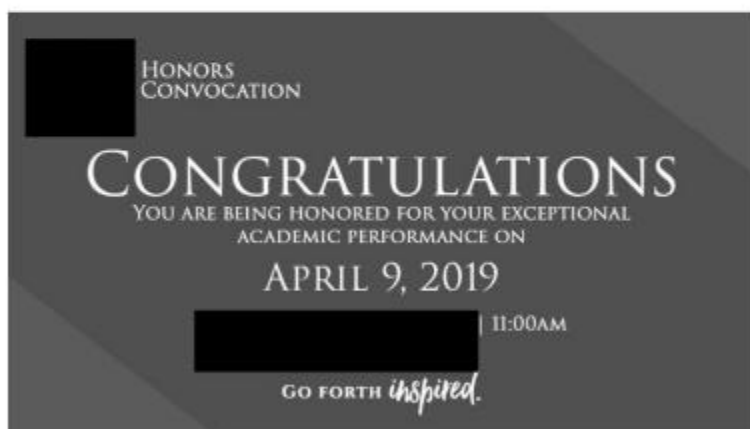 Honors
Convocation
Congratulations
You are being honored for your exceptional
academic performance on
April 9, 2019
| 11:00am
Go forth inspired.